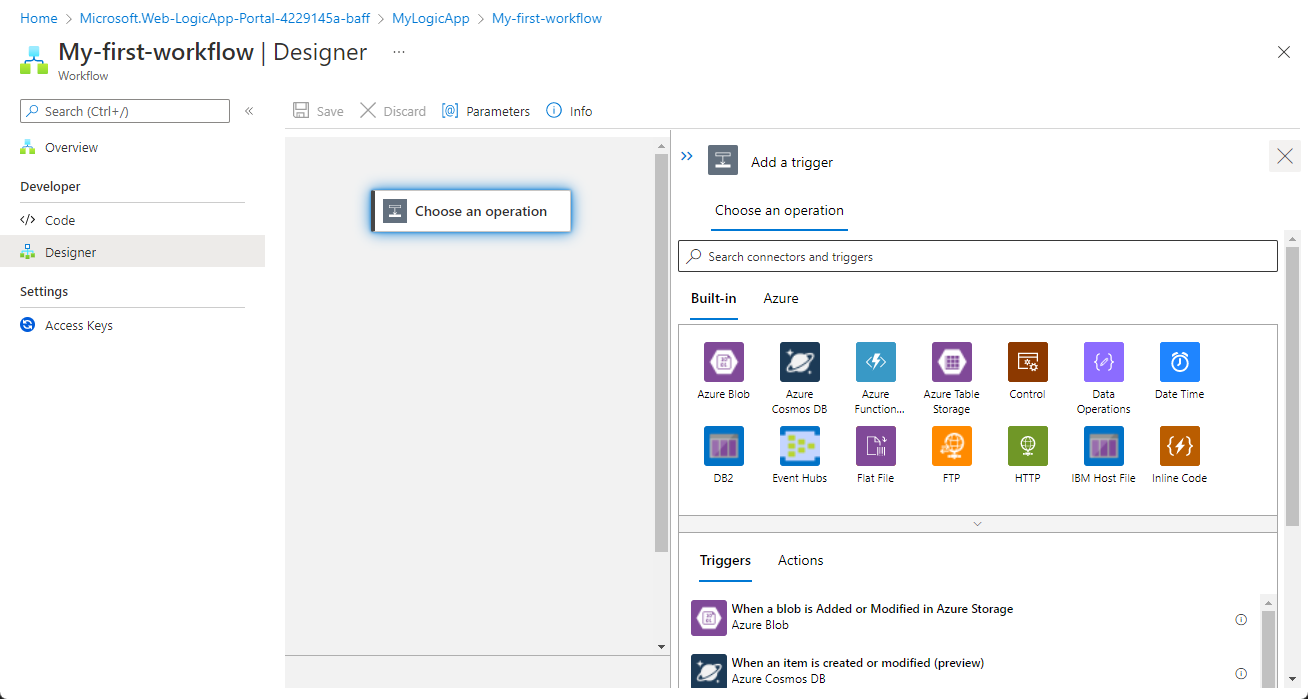 Home > Microsoft.Web-LogicApp-Portal-4229145a-baff > MyLogicApp > My-first-workflow
My-first-workflow | Designer ...
Workflow
Search (Ctrl+/)
«
Save
Discard
Parameters
Info
Overview
Developer
Code
Designer
Settings
Access Keys
Choose an operation
Add a trigger
Choose an operation
Search connectors and triggers
Built-in Azure
Azure Blob
Azure
Cosmos DB
Azure
Function...
Azure Table
Storage
Control
Data
Operations
Date Time
DB2
Event Hubs
Flat File
FTP
HTTP
IBM Host File
Inline Code
Triggers Actions
When a blob is Added or Modified in Azure Storage
Azure Blob
When an item is created or modified (preview)
Azure Cosmos DB